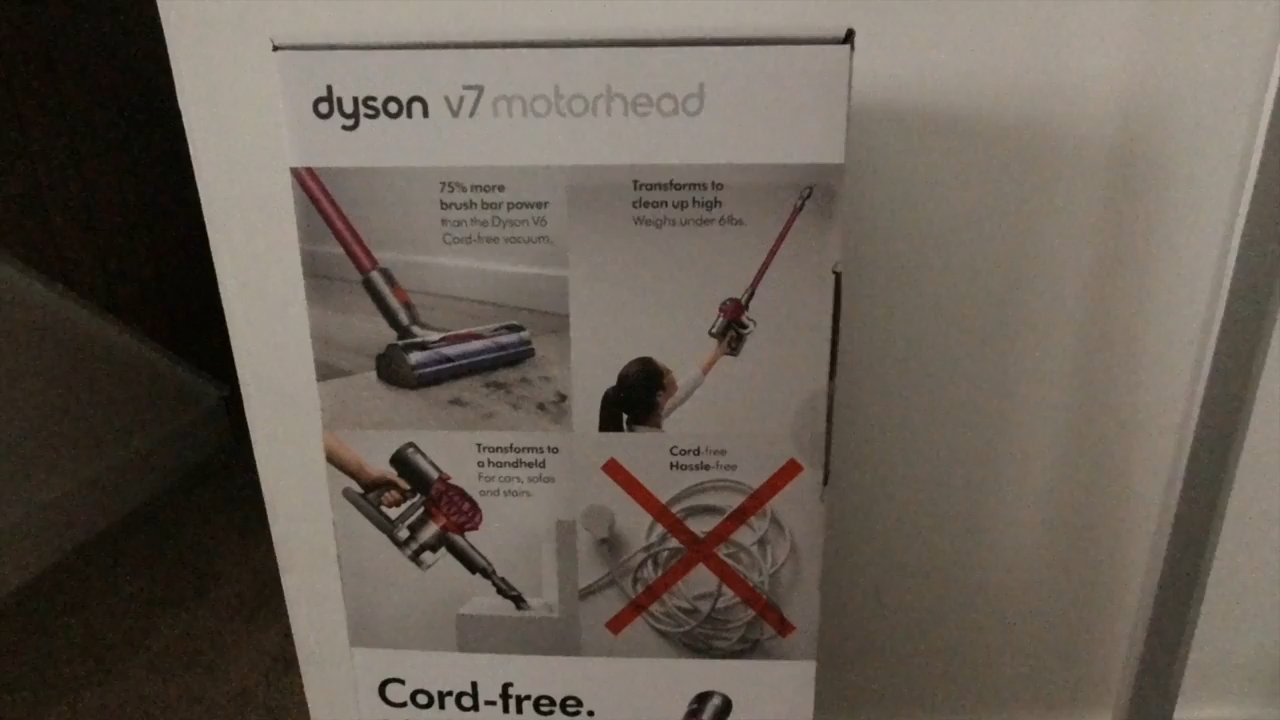 dyson v7 motorhead
75% more
brush bar power
than the Dyson V6
Cord-free vacuum.
Transforms to
clean up high
Weighs under 6lbs.
Transforms to
a handheld
For cars, sofas
and stairs.
Cord-free
Hassle-free
Cord-free.